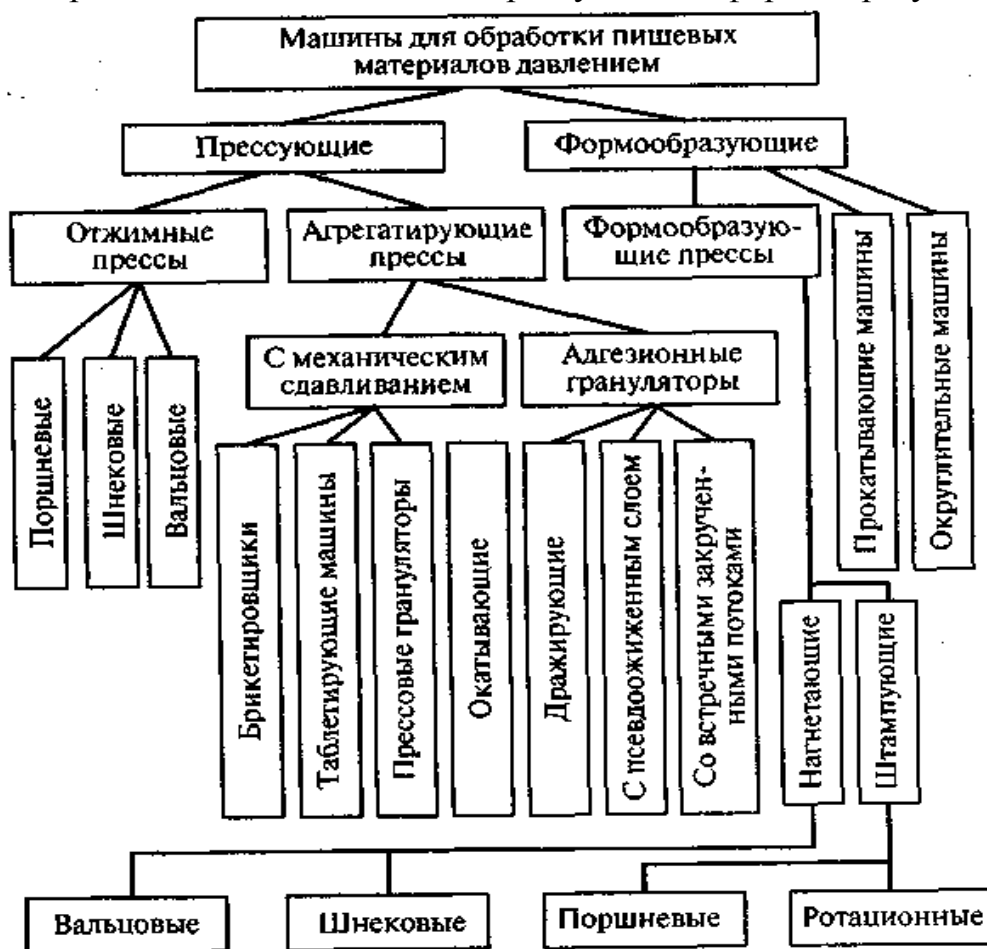 Машины для обработки пишевых
материалов давлением
Прессующие
Формообразующие
Отжимные
прессы
Агрегатирующие
прессы
Формообразую-
щие прессы
Прокатывающие машины
Округлительные машины
С механическим
сдавливанием
Адгезионные
грануляторы
Поршневые
Шнековые
Вальцовые
Брикетировщики
Таблетирующие машины
Прессовые грануляторы
Окатывающие
Дражирующие
С псевдоожиженным слоем
Со встречными закручен-
ными потоками
Нагнетающие
Штампующие
Вальцовые
Шнековые
Поршневые
Ротационные